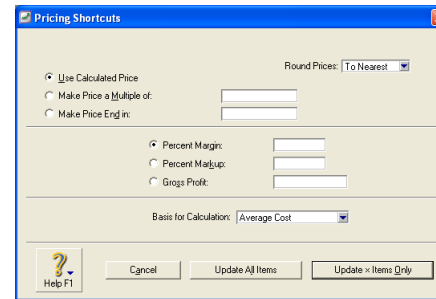 Pricing Shortcuts
Round Prices: To Nearest
Use Calculated Price
Make Price a Multiple of:
Make Price End in:
Percent Margin:
Percent Markup:
Gross Profit:
Basis for Calculation: Average Cost
Help F1
Cancel
Update All Items
Update × Items Only